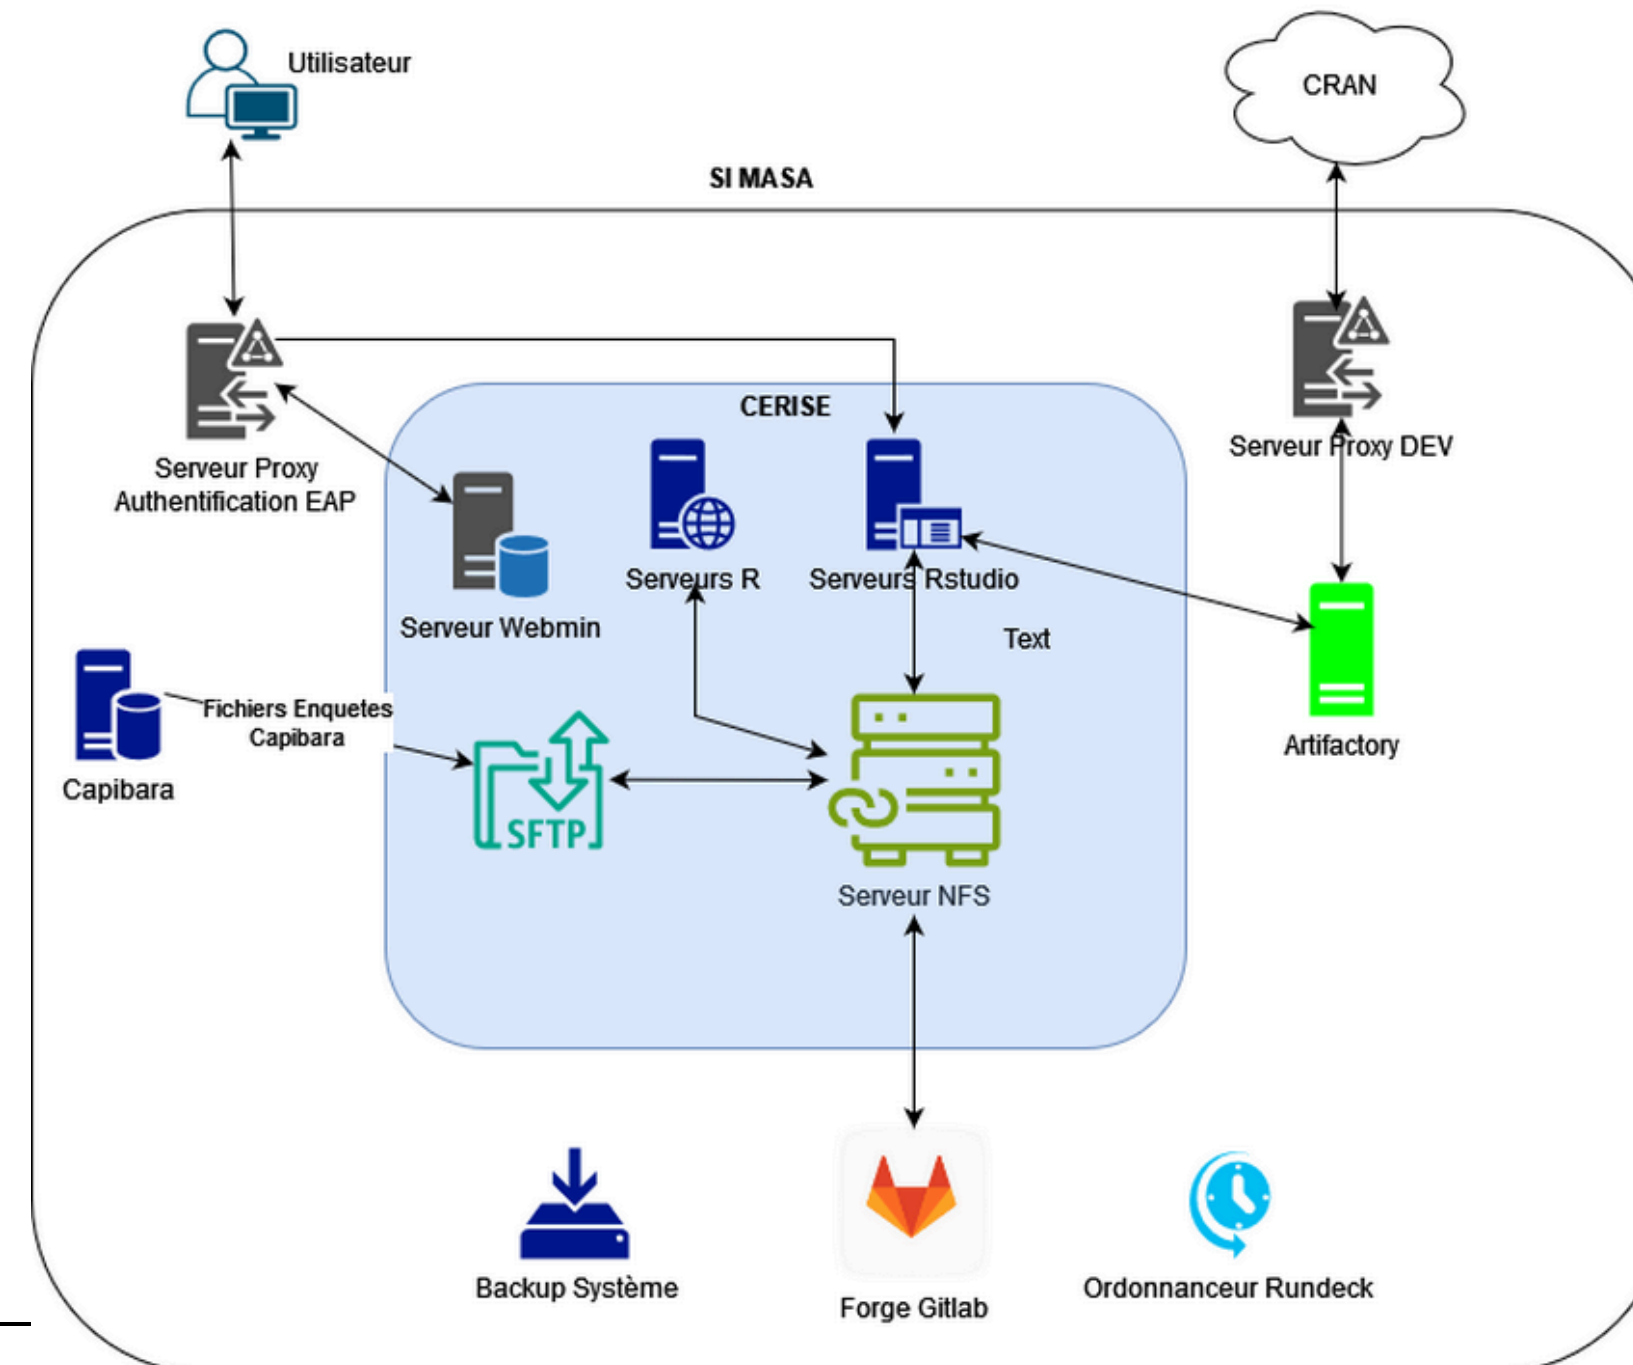 Utilisateur
CRAN
SI MASA
CERISE
Serveur Proxy
Authentification EAP
Serveur Proxy DEV
Serveurs R
Serveurs Rstudio
Serveur Webmin
Text
Fichiers Enquetes
Capibara
Capibara
SFTP
Artifactory
Serveur NFS
Backup Système
Forge Gitlab
Ordonnanceur Rundeck